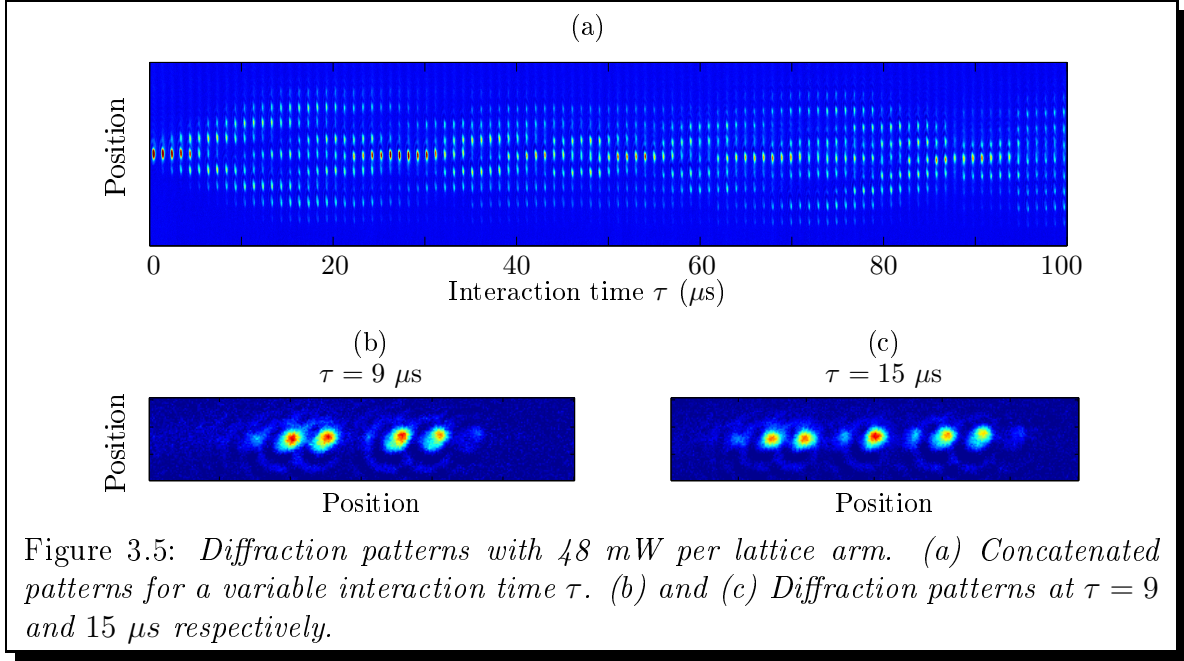 (a)
Position
0 20 40 60 80 100
Interaction time τ (μs)
(b)
τ = 9 μs
Position
Position
(c)
τ = 15 μs
Position
Figure 3.5: Diffraction patterns with 48 mW per lattice arm. (a) Concatenated
patterns for a variable interaction time τ. (b) and (c) Diffraction patterns at τ = 9
and 15 μs respectively.